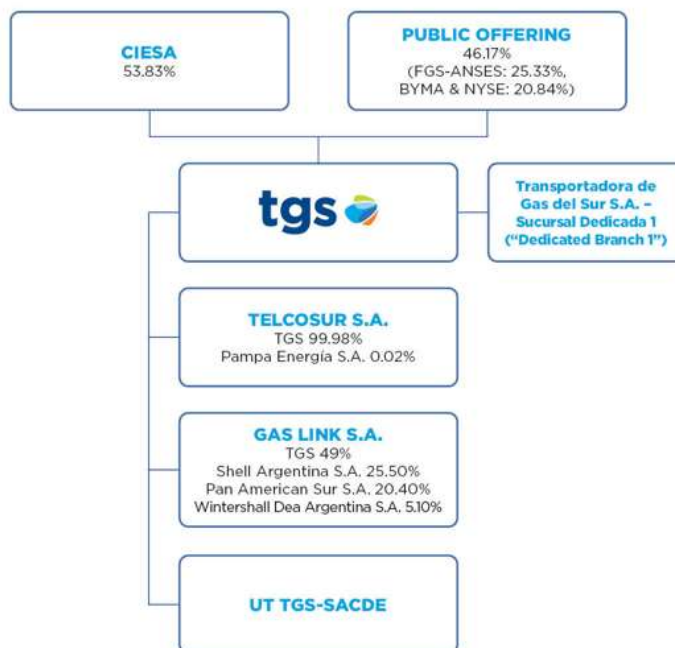 CIESA
53.83%
PUBLIC OFFERING
46.17%
(FGS-ANSES: 25.33%,
BYMA & NYSE: 20.84%)
tgs
Transportadora de
Gas del Sur S.A. –
Sucursal Dedicada 1
(“Dedicated Branch 1”)
TELCOSUR S.A.
TGS 99.98%
Pampa Energía S.A. 0.02%
GAS LINK S.A.
TGS 49%
Shell Argentina S.A. 25.50%
Pan American Sur S.A. 20.40%
Wintershall Dea Argentina S.A. 5.10%
UT TGS-SACDE